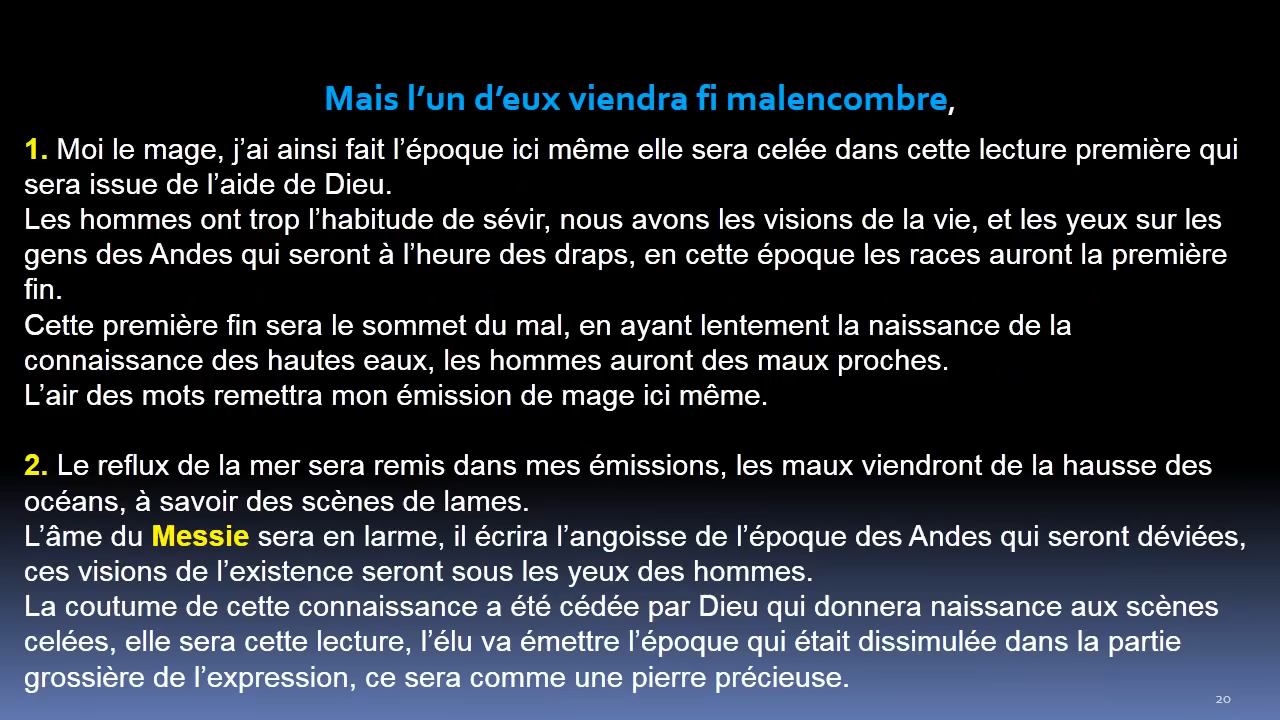 Mais l’un d’eux viendra fi malencombre,
1. Moi le mage, j’ai ainsi fait l’époque ici même elle sera celée dans cette lecture première qui
sera issue de l’aide de Dieu.
Les hommes ont trop l’habitude de sévir, nous avons les visions de la vie, et les yeux sur les
gens des Andes qui seront à l’heure des draps, en cette époque les races auront la première
fin.
Cette première fin sera le sommet du mal, en ayant lentement la naissance de la
connaissance des hautes eaux, les hommes auront des maux proches.
L’air des mots remettra mon émission de mage ici même.
2. Le reflux de la mer sera remis dans mes émissions, les maux viendront de la hausse des
océans, à savoir des scènes de lames.
L’âme du Messie sera en larme, il écrira l’angoisse de l’époque des Andes qui seront déviées,
ces visions de l’existence seront sous les yeux des hommes.
La coutume de cette connaissance a été cédée par Dieu qui donnera naissance aux scènes
celées, elle sera cette lecture, l’élu va émettre l’époque qui était dissimulée dans la partie
grossière de l’expression, ce sera comme une pierre précieuse.
20